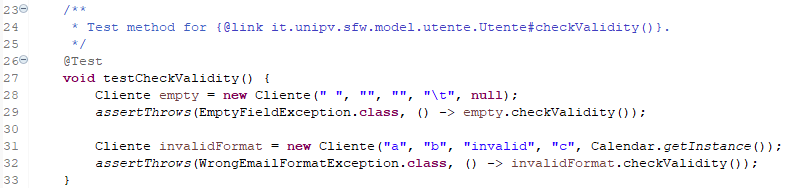 23 /**
24 * Test method for {@link it.unipv.sfw.model.utente.Utente#checkValidity()}.
25 */
26 @Test
27 void testCheckValidity() {
28 Cliente empty = new Cliente(" ", "", "", "\t", null);
29 assertThrows(EmptyFieldException.class, () -> empty.checkValidity());
30
31 Cliente invalidFormat = new Cliente("a", "b", "invalid", "c", Calendar.getInstance());
32 assertThrows(WrongEmailFormatException.class, () -> invalidFormat.checkValidity());
33 }